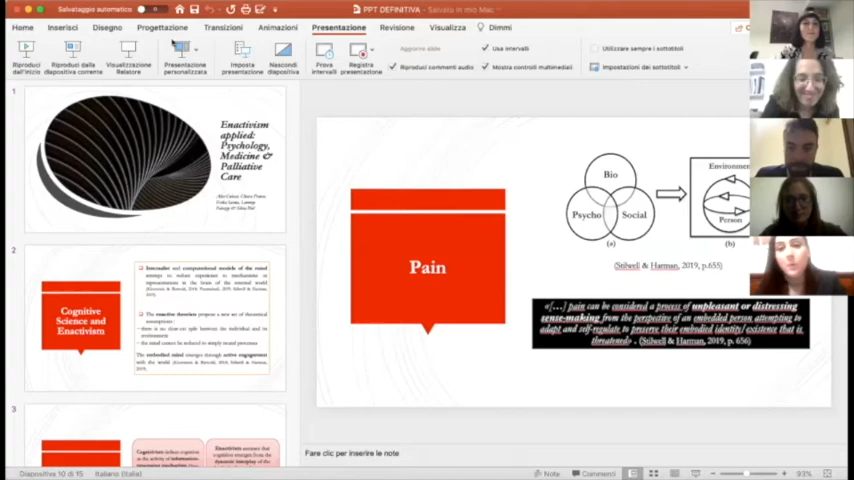 Salvataggio automatico
PPT DEFINITIVA - Salvato in mio Mac
Home
Inserisci
Disegno
Progettazione
Transizioni
Animazioni
Presentazione
Revisione
Visualizza
Dimmi
Riproduci dall'inizio
Riproduci dalla diapositiva corrente
Visualizzazione Relatore
Presentazione personalizzata
Imposta presentazione
Nascondi diapositiva
Prova intervalli
Registra presentazione
Aggiorna slide
Riproduci commenti audio
Usa intervalli
Mostra controlli multimediali
Utilizzare sempre i sottotitoli
Impostazioni dei sottotitoli
1
Enactivism
applied:
Psychology,
Medicine &
Palliative
Care
2
Cognitive
Science and
Enactivism
3
Pain
Bio
Psycho
Social
(a)
Environment
Person
(b)
(Stilwell & Harman, 2019, p.655)
«[…] pain can be considered a process of unpleasant or distressing
sense-making from the perspective of an embedded person attempting to
adapt and self-regulate to preserve their embodied identity/existence that is
threatened» . (Stilwell & Harman, 2019, p. 656)
Fare clic per inserire le note
Diapositiva 10 di 15
Italiano (Italia)
Note
Commenti
93%